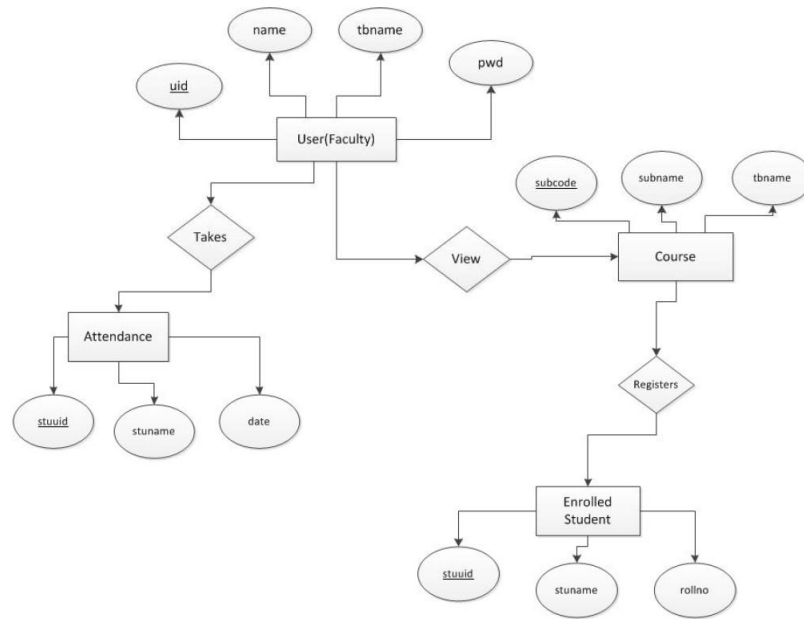 name
tbname
pwd
uid
User(Faculty)
subcode
subname
tbname
Takes
View
Course
Attendance
Registers
stuuid
stuname
date
Enrolled
Student
stuuid
stuname
rollno